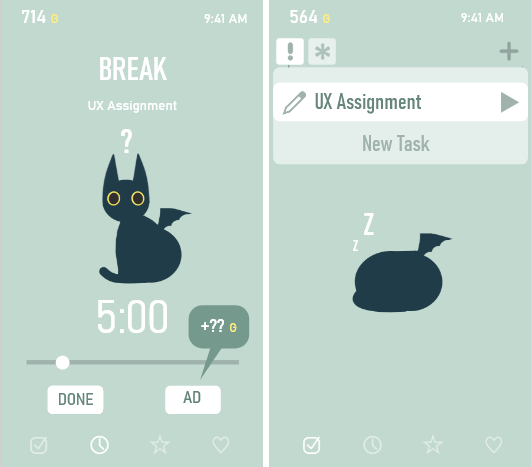 714 G
9:41 AM
BREAK
UX Assignment
?
5:00
+?? G
DONE
AD
564 G
9:41 AM
! * +
UX Assignment
New Task
Z
Z